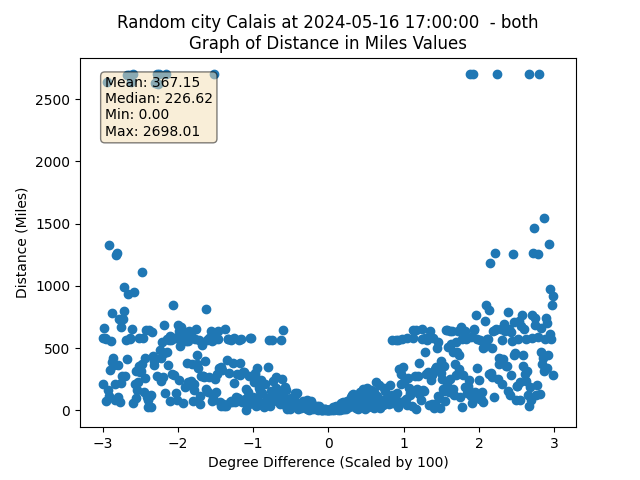 Random city Calais at 2024-05-16 17:00:00  - both
Graph of Distance in Miles Values
Mean: 367.15
Median: 226.62
Min: 0.00
Max: 2698.01
Distance (Miles)
2500
2000
1500
1000
500
0
−3 −2 −1 0 1 2 3
Degree Difference (Scaled by 100)